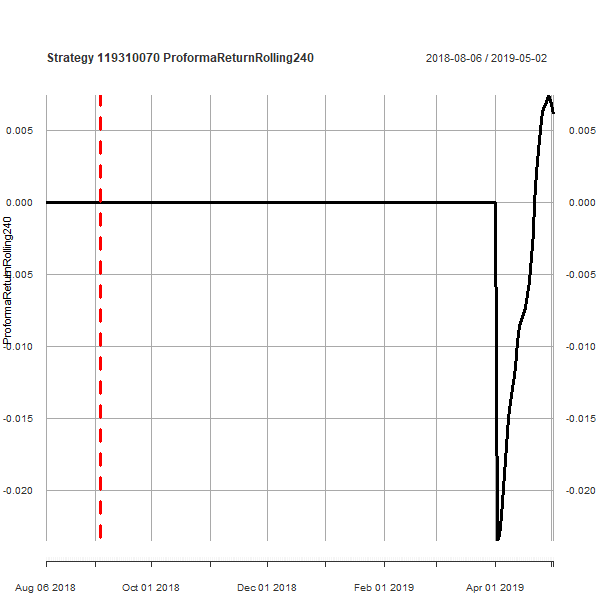 Strategy 119310070 ProformaReturnRolling240
2018-08-06 / 2019-05-02
0.005
0.005
0.000
0.000
-0.005
-0.005
-0.010
-0.010
-0.015
-0.015
-0.020
-0.020
ProformaReturnRolling240
Aug 06 2018
Oct 01 2018
Dec 01 2018
Feb 01 2019
Apr 01 2019